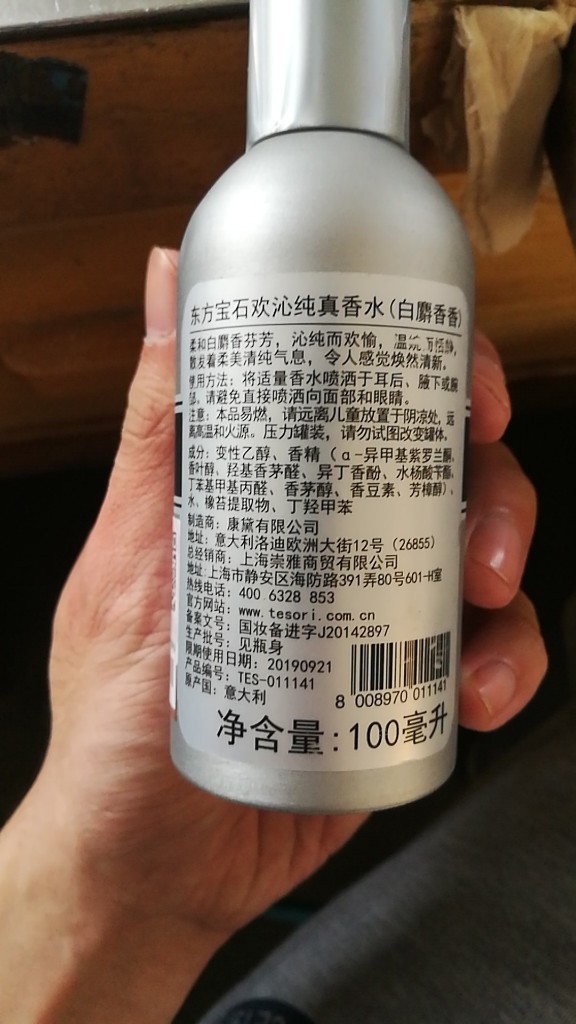 东方宝石欢沁纯真香水(白麝香香)
柔和白麝香芬芳, 沁纯而欢愉, 温婉而恬静,
散发着柔美清纯气息, 令人感觉焕然清新。
使用方法: 将适量香水喷洒于耳后、腋下或腕
部。请避免直接喷洒向面部和眼睛。
注意: 本品易燃, 请远离儿童放置于阴凉处, 远
离高温和火源。压力罐装, 请勿试图改变罐体。
成分: 变性乙醇、香精 (α-异甲基紫罗兰酮、
香叶醇、羟基香茅醛、异丁香酚、水杨酸苄酯、
丁苯基甲基丙醛、香茅醇、香豆素、芳樟醇)、
水、橡苔提取物、丁羟甲苯
制造商: 康黛有限公司
地址: 意大利洛迪欧洲大街12号 (26855)
总经销商: 上海崇雅商贸有限公司
地址: 上海市静安区海防路391弄80号601-H室
热线电话: 400 6328 853
官方网站: www.tesori.com.cn
备案文号: 国妆备进字J20142897
生产批号: 见瓶身
限期使用日期: 20190921
产品编号: TES-011141
原产国: 意大利
8 008970 011141
净含量: 100毫升